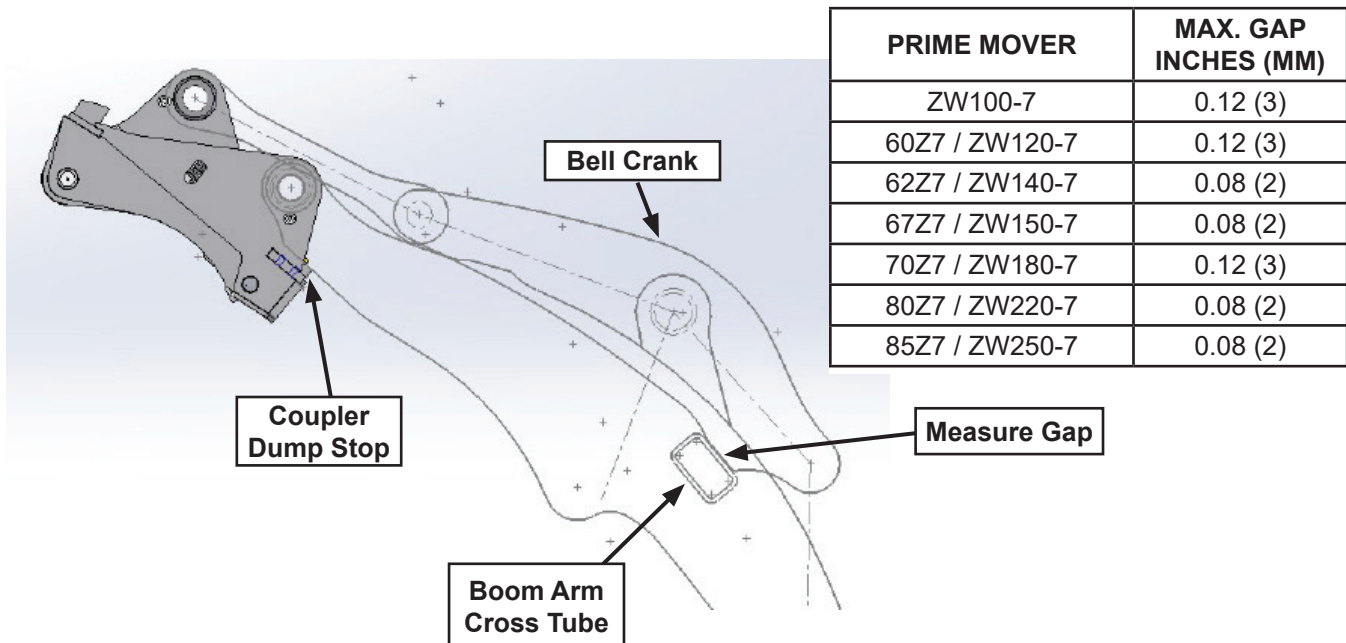 PRIME MOVER
MAX. GAP
INCHES (MM)
ZW100-7 0.12 (3)
60Z7 / ZW120-7 0.12 (3)
62Z7 / ZW140-7 0.08 (2)
67Z7 / ZW150-7 0.08 (2)
70Z7 / ZW180-7 0.12 (3)
80Z7 / ZW220-7 0.08 (2)
85Z7 / ZW250-7 0.08 (2)
Bell Crank
Coupler
Dump Stop
Measure Gap
Boom Arm
Cross Tube